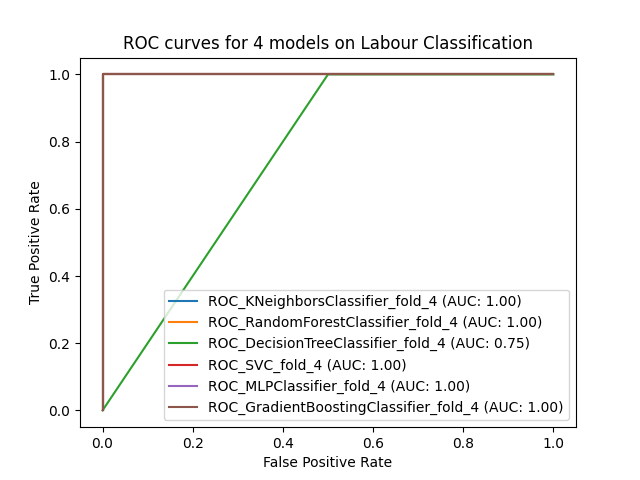 ROC curves for 4 models on Labour Classification
True Positive Rate
1.0
0.8
0.6
0.4
0.2
0.0
ROC_KNeighborsClassifier_fold_4 (AUC: 1.00)
ROC_RandomForestClassifier_fold_4 (AUC: 1.00)
ROC_DecisionTreeClassifier_fold_4 (AUC: 0.75)
ROC_SVC_fold_4 (AUC: 1.00)
ROC_MLPClassifier_fold_4 (AUC: 1.00)
ROC_GradientBoostingClassifier_fold_4 (AUC: 1.00)
0.0 0.2 0.4 0.6 0.8 1.0
False Positive Rate